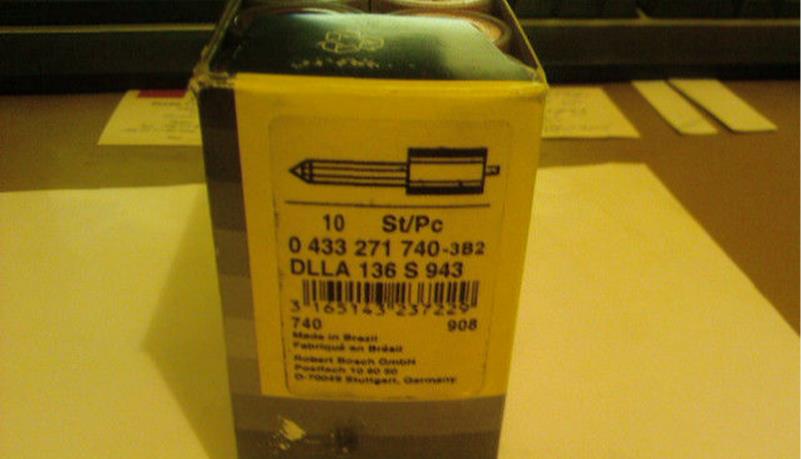 10 St/Pc
0 433 271 740-3B2
DLLA 136 S 943
3 165143 237229
740 908
Made in Brazil
Fabriqué en Brésil
Robert Bosch GmbH
Postfach 10 60 50
D-70049 Stuttgart, Germany